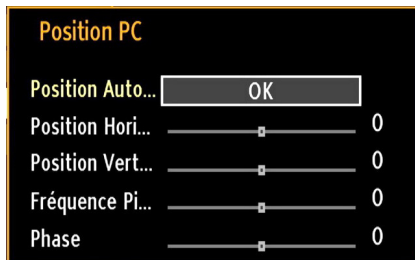 Position PC
Position Auto... OK
Position Hori... 0
Position Vert... 0
Fréquence Pi... 0
Phase 0